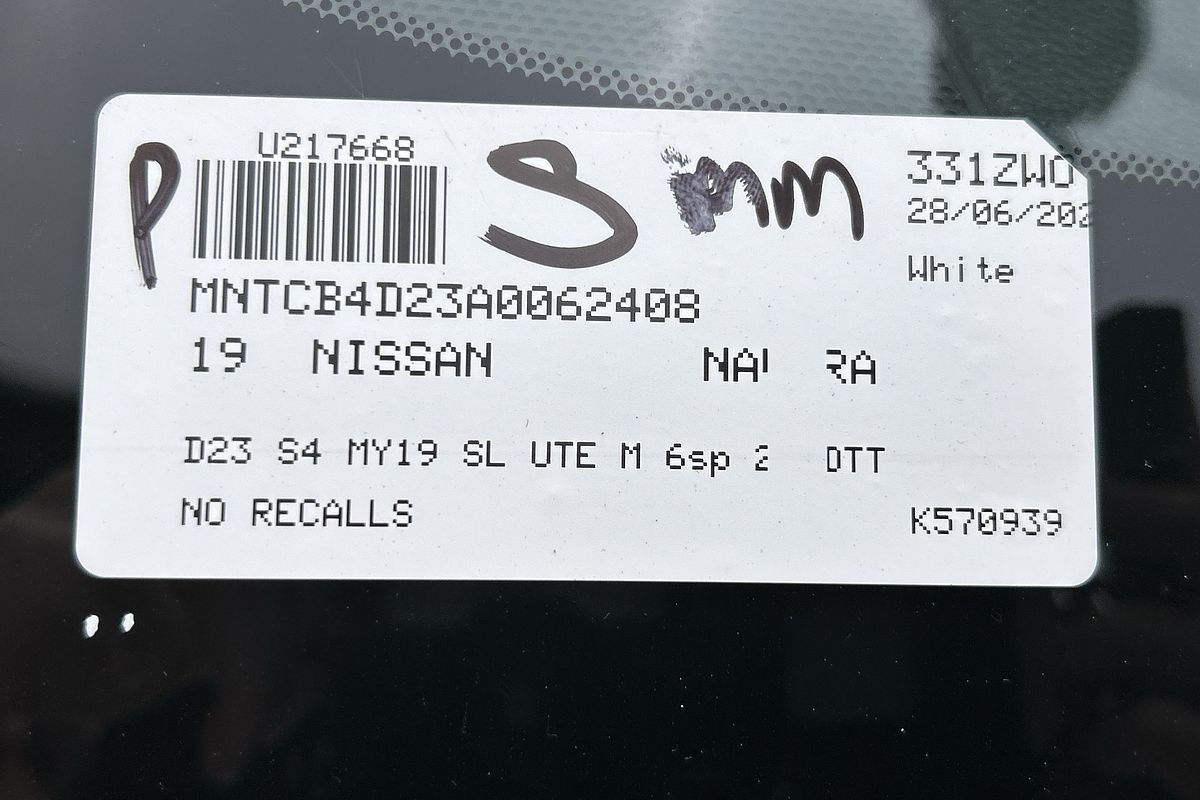 U217668
P S mm
331ZWO
28/06/202
White
MNTCB4D23A0062408
19 NISSAN
D23 S4 MY19 SL UTE M 6sp 2 DTT
NO RECALLS
K570939